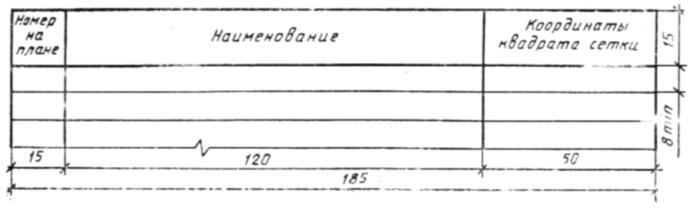 Номер
на
плане
Наименование
Координаты
квадрата сетки
15
8 min
15
120
50
185